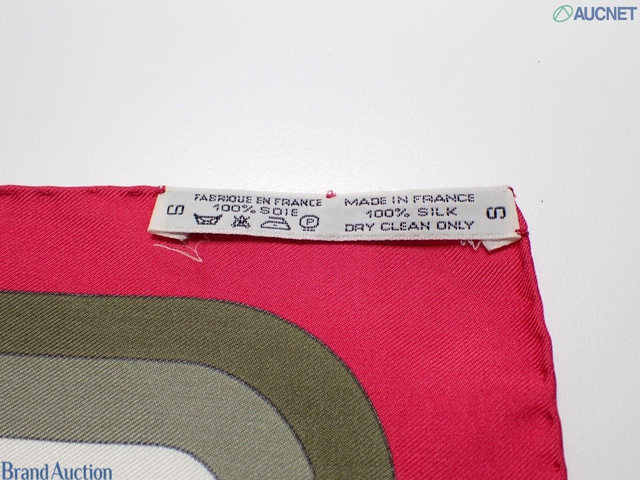 AUCNET
S
FABRIQUE EN FRANCE
100% SOIE
P
MADE IN FRANCE
100% SILK
DRY CLEAN ONLY
S
Brand Auction